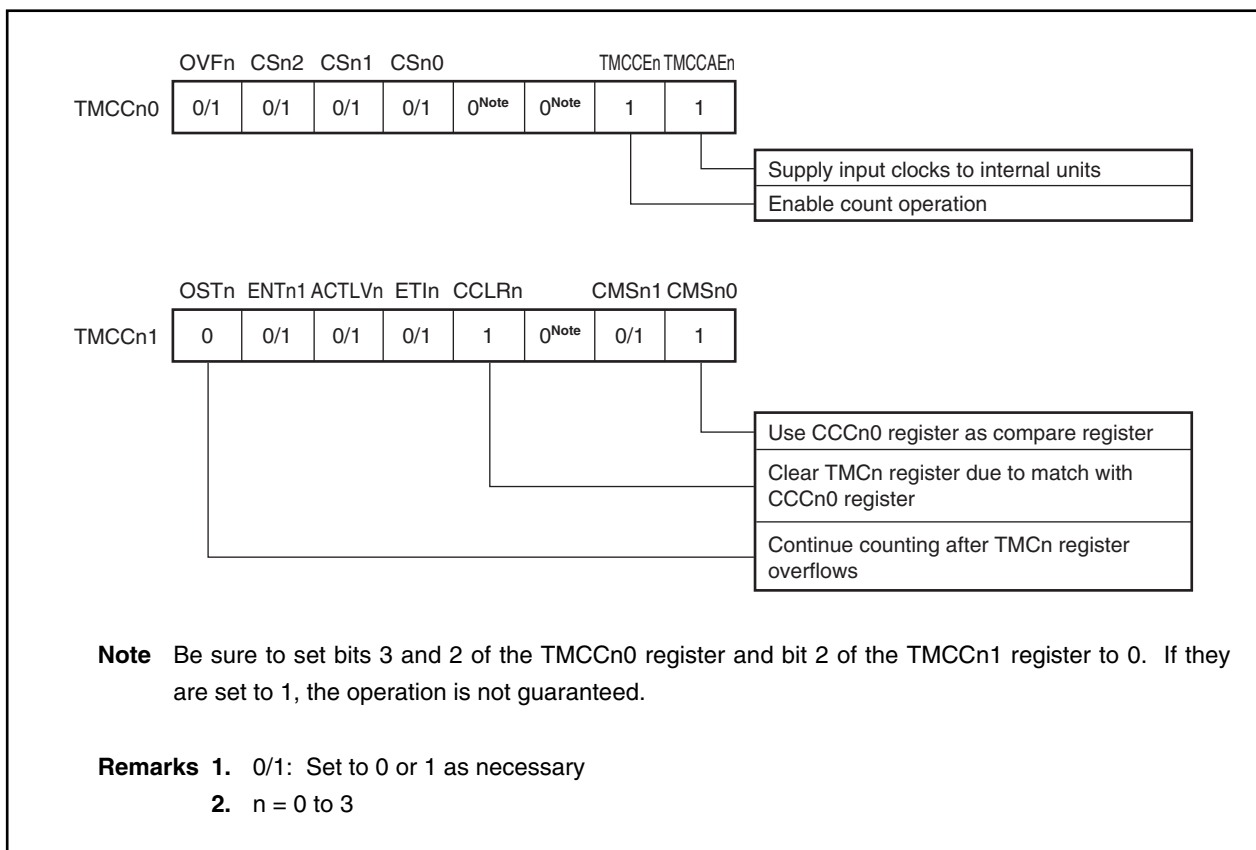 OVFn CSn2 CSn1 CSn0 TMCCEn TMCCAEn
TMCCn0 0/1 0/1 0/1 0/1 0Note 0Note 1 1
Supply input clocks to internal units
Enable count operation
OSTn ENTn1 ACTLVn ETIn CCLRn CMSn1 CMSn0
TMCCn1 0 0/1 0/1 0/1 1 0Note 0/1 1
Use CCCn0 register as compare register
Clear TMCn register due to match with
CCCn0 register
Continue counting after TMCn register
overflows
Note Be sure to set bits 3 and 2 of the TMCCn0 register and bit 2 of the TMCCn1 register to 0. If they
are set to 1, the operation is not guaranteed.
Remarks 1. 0/1: Set to 0 or 1 as necessary
2. n = 0 to 3